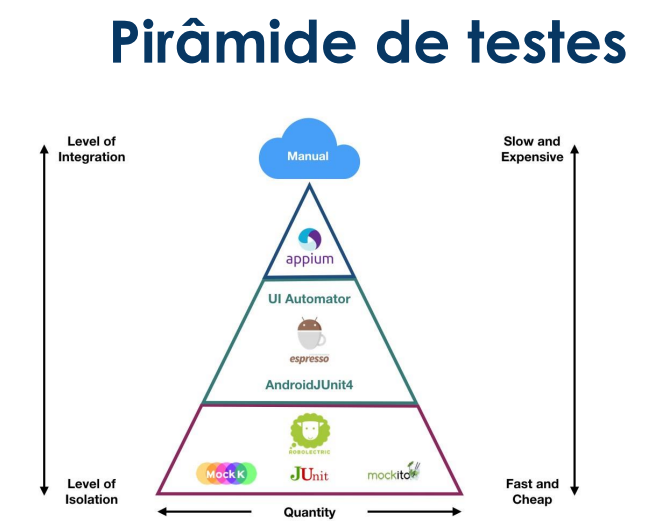 Pirâmide de testes
Level of
Integration
Manual
Slow and
Expensive
appium
UI Automator
espresso
AndroidJUnit4
ROBOLECTRIC
MockK
JUnit
mockito
Level of
Isolation
Fast and
Cheap
Quantity